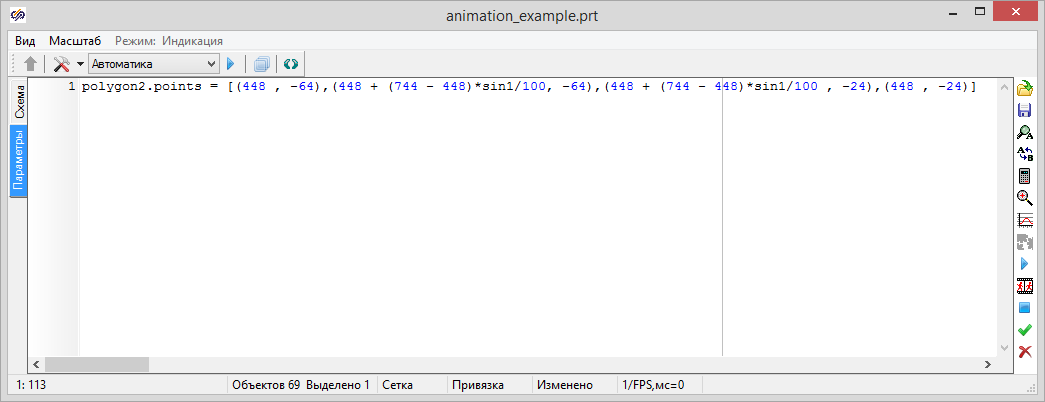 animation_example.prt
Вид Масштаб Режим: Индикация
Автоматика
Схема
Параметры
1 polygon2.points = [(448 , -64),(448 + (744 - 448)*sin1/100, -64),(448 + (744 - 448)*sin1/100 , -24),(448 , -24)]
A
B
1: 113 Объектов 69 Выделено 1 Сетка Привязка Изменено 1/FPS,мс=0